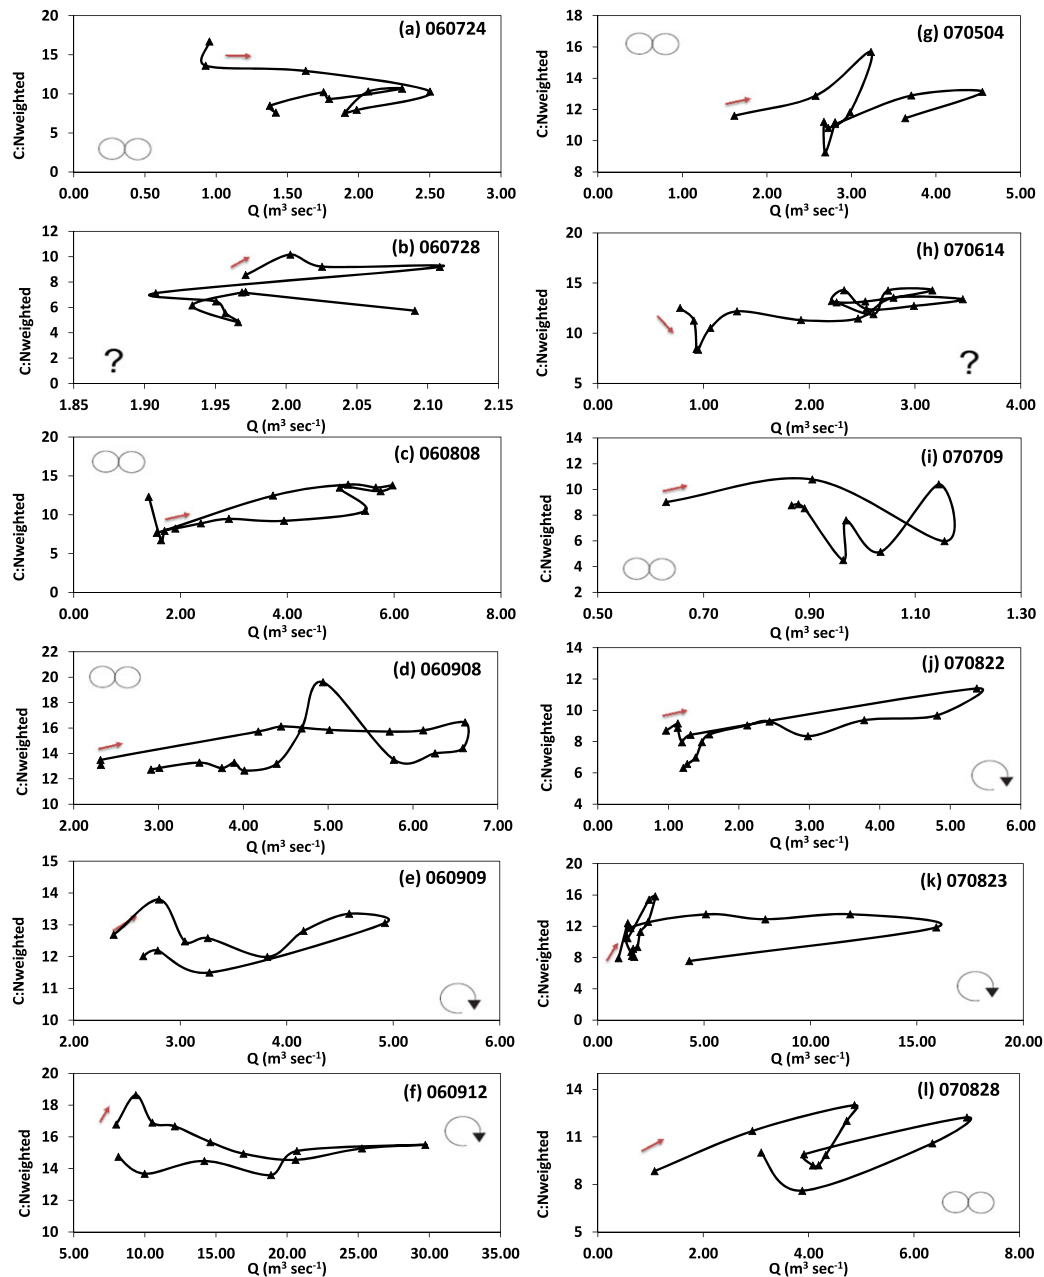 (a) 060724
C:Nweighted
20
15
10
5
0
0.00 0.50 1.00 1.50 2.00 2.50 3.00
Q (m³ sec⁻¹)
(g) 070504
C:Nweighted
18
16
14
12
10
8
0.00 1.00 2.00 3.00 4.00 5.00
Q (m³ sec⁻¹)
(b) 060728
C:Nweighted
12
10
8
6
4
2
0
?
1.85 1.90 1.95 2.00 2.05 2.10 2.15
Q (m³ sec⁻¹)
(h) 070614
C:Nweighted
20
15
10
5
?
0.00 1.00 2.00 3.00 4.00
Q (m³ sec⁻¹)
(c) 060808
C:Nweighted
20
15
10
5
0
0.00 2.00 4.00 6.00 8.00
Q (m³ sec⁻¹)
(i) 070709
C:Nweighted
14
12
10
8
6
4
2
0.50 0.70 0.90 1.10 1.30
Q (m³ sec⁻¹)
(d) 060908
C:Nweighted
22
20
18
16
14
12
10
2.00 3.00 4.00 5.00 6.00 7.00
Q (m³ sec⁻¹)
(j) 070822
C:Nweighted
14
12
10
8
6
4
0.00 1.00 2.00 3.00 4.00 5.00 6.00
Q (m³ sec⁻¹)
(e) 060909
C:Nweighted
15
14
13
12
11
10
2.00 3.00 4.00 5.00 6.00
Q (m³ sec⁻¹)
(k) 070823
C:Nweighted
20
16
12
8
4
0
0.00 5.00 10.00 15.00 20.00
Q (m³ sec⁻¹)
(f) 060912
C:Nweighted
20
18
16
14
12
10
5.00 10.00 15.00 20.00 25.00 30.00 35.00
Q (m³ sec⁻¹)
(l) 070828
C:Nweighted
14
11
8
5
0.00 2.00 4.00 6.00 8.00
Q (m³ sec⁻¹)